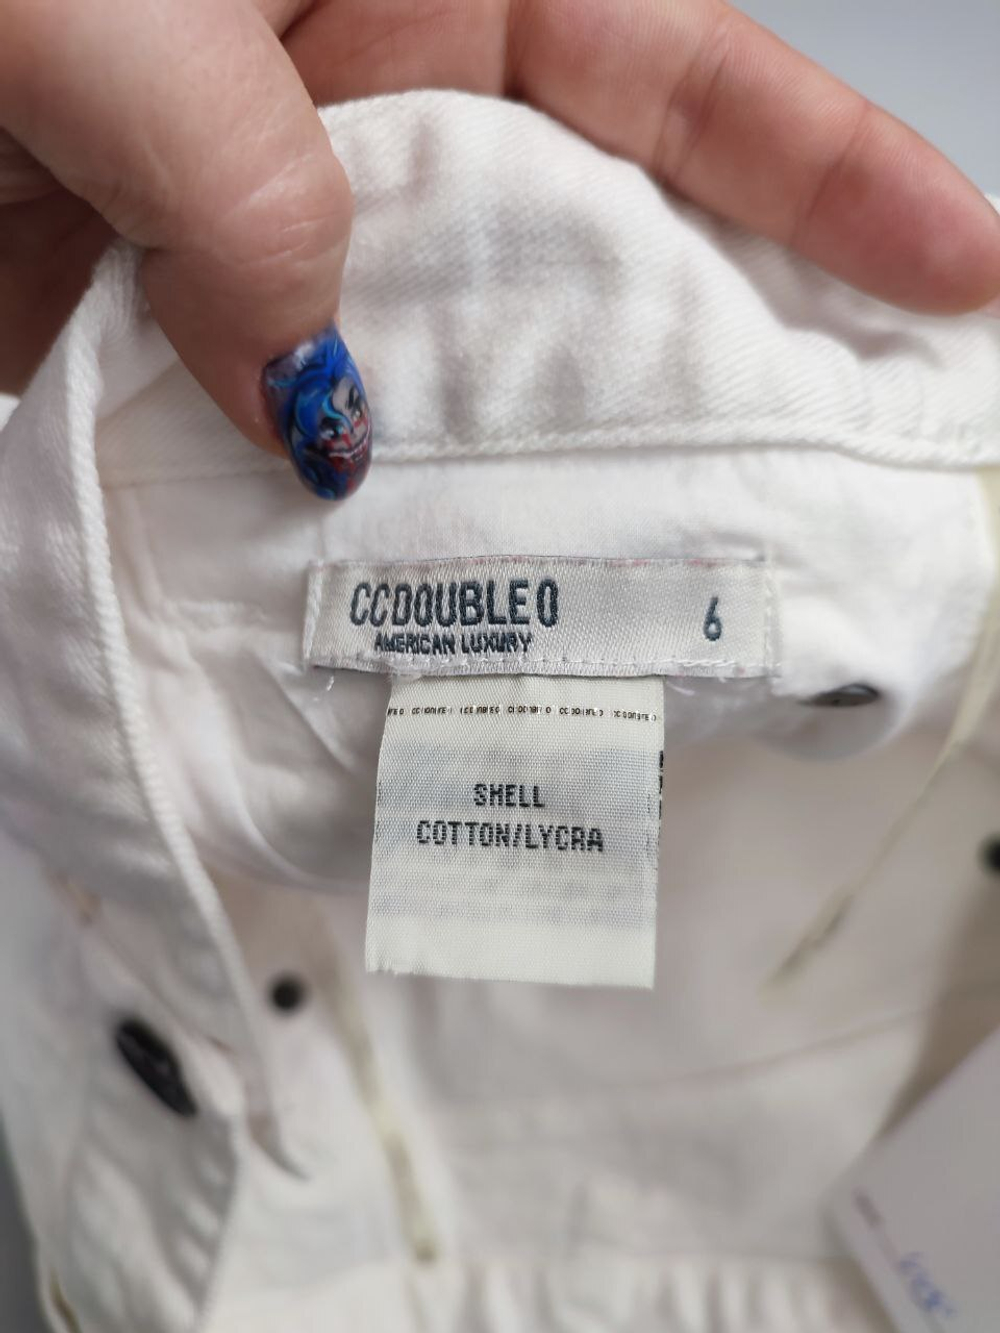 CCDOUBLE O 6
AMERICAN LUXURY
SHELL
COTTON/LYCRA